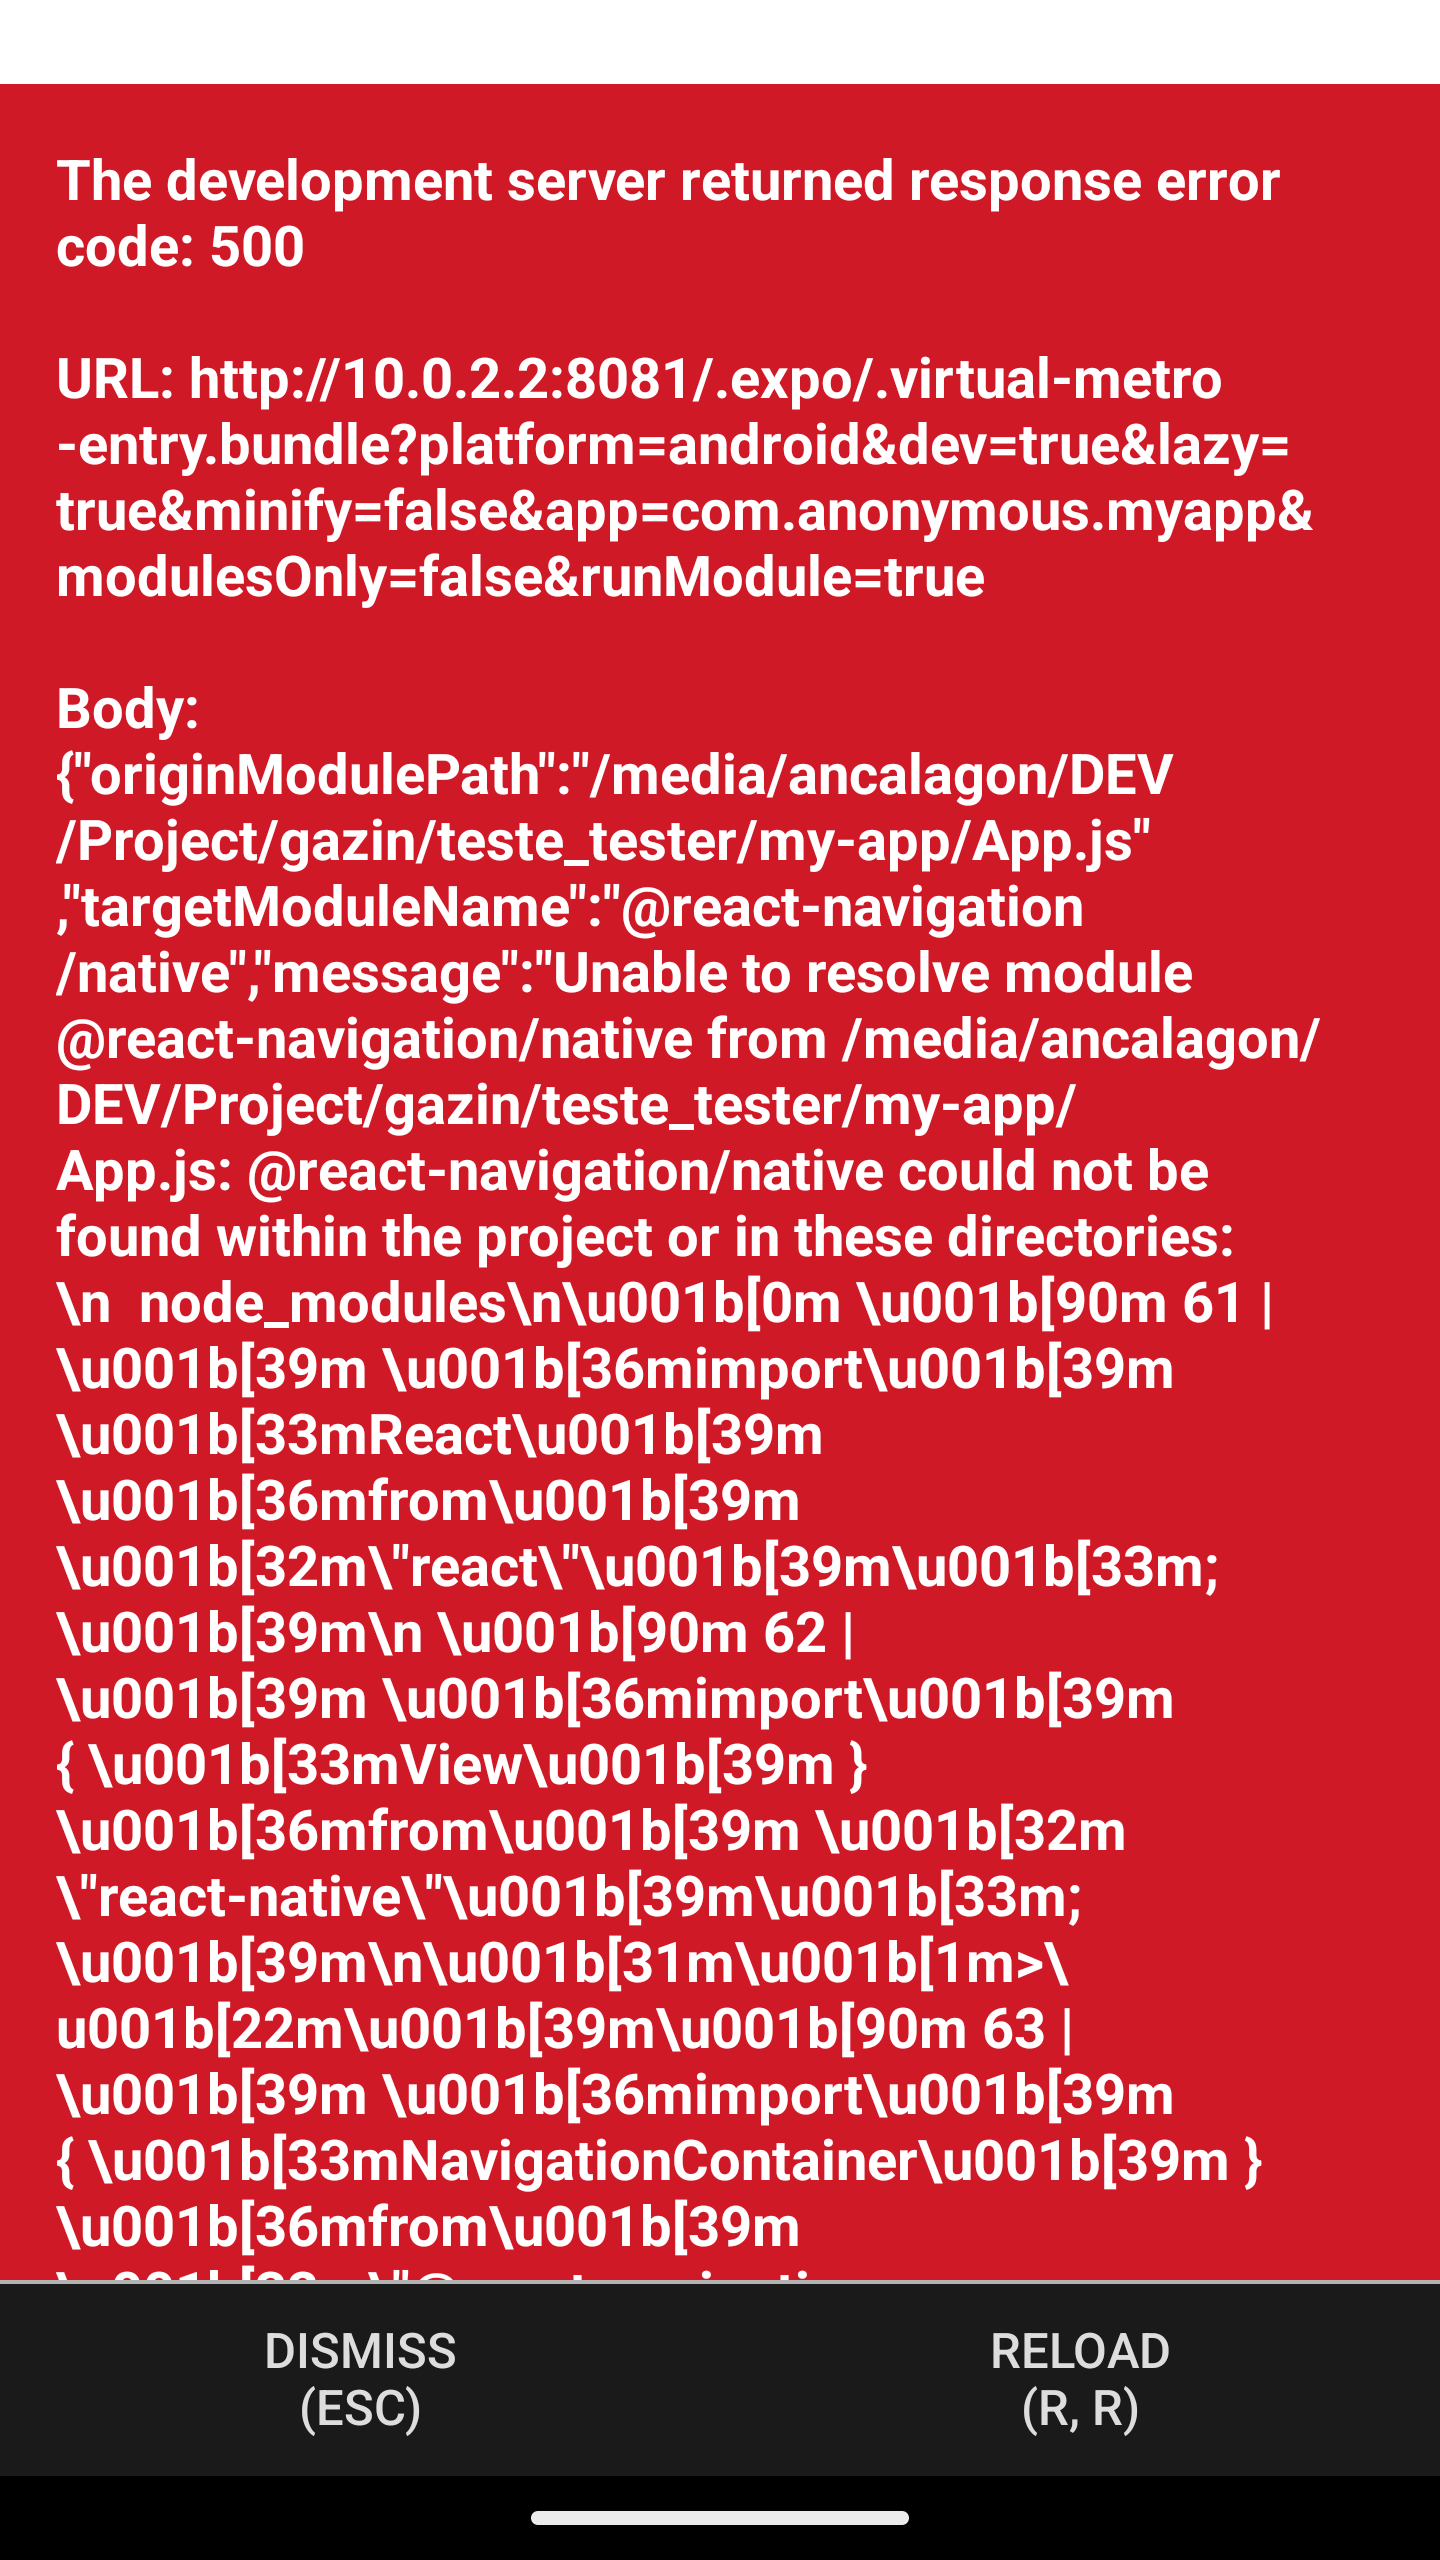 The development server returned response error
code: 500
URL: http://10.0.2.2:8081/.expo/.virtual-metro
-entry.bundle?platform=android&dev=true&lazy=
true&minify=false&app=com.anonymous.myapp&
modulesOnly=false&runModule=true
Body:
{"originModulePath":"/media/ancalagon/DEV
/Project/gazin/teste_tester/my-app/App.js"
,"targetModuleName":"@react-navigation
/native","message":"Unable to resolve module
@react-navigation/native from /media/ancalagon/
DEV/Project/gazin/teste_tester/my-app/
App.js: @react-navigation/native could not be
found within the project or in these directories:
\n  node_modules\n\u001b[0m \u001b[90m 61 |
\u001b[39m \u001b[36mimport\u001b[39m
\u001b[33mReact\u001b[39m
\u001b[36mfrom\u001b[39m
\u001b[32m\"react\"\u001b[39m\u001b[33m;
\u001b[39m\n \u001b[90m 62 |
\u001b[39m \u001b[36mimport\u001b[39m
{ \u001b[33mView\u001b[39m }
\u001b[36mfrom\u001b[39m \u001b[32m
\"react-native\"\u001b[39m\u001b[33m;
\u001b[39m\n\u001b[31m\u001b[1m>\
u001b[22m\u001b[39m\u001b[90m 63 |
\u001b[39m \u001b[36mimport\u001b[39m
{ \u001b[33mNavigationContainer\u001b[39m }
\u001b[36mfrom\u001b[39m
DISMISS
(ESC)
RELOAD
(R, R)